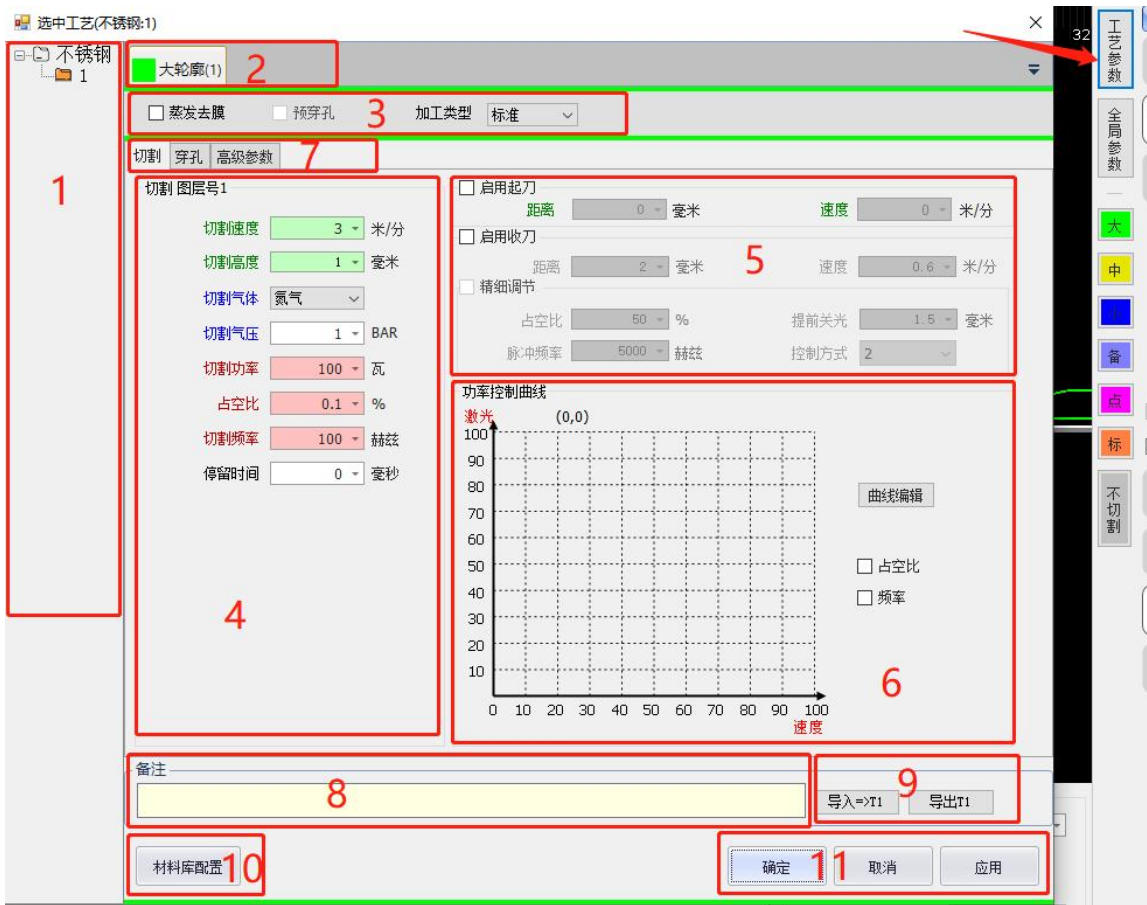 选中工艺(不锈钢:1)
32
工艺参数
全局参数
大
中
备
点
标
不切割
不锈钢
1
1
大轮廓(1)
2
蒸发去膜 预穿孔 3 加工类型 标准
切割 穿孔 高级参数 7
切割 图层号1
切割速度 3 米/分
切割高度 1 毫米
切割气体 氮气
切割气压 1 BAR
切割功率 100 瓦
占空比 0.1 %
切割频率 100 赫兹
停留时间 0 毫秒
4
启用起刀
距离 0 毫米 速度 0 米/分
启用收刀
5
距离 2 毫米 速度 0.6 米/分
精细调节
占空比 50 % 提前关光 1.5 毫米
脉冲频率 5000 赫兹 控制方式 2
功率控制曲线
激光 (0,0)
100
90
80
70
60
50
40
30
20
10
0 10 20 30 40 50 60 70 80 90 100
速度
曲线编辑
占空比
频率
6
备注
8
9
导入=>T1 导出T1
材料库配置 10
确定 11 取消 应用